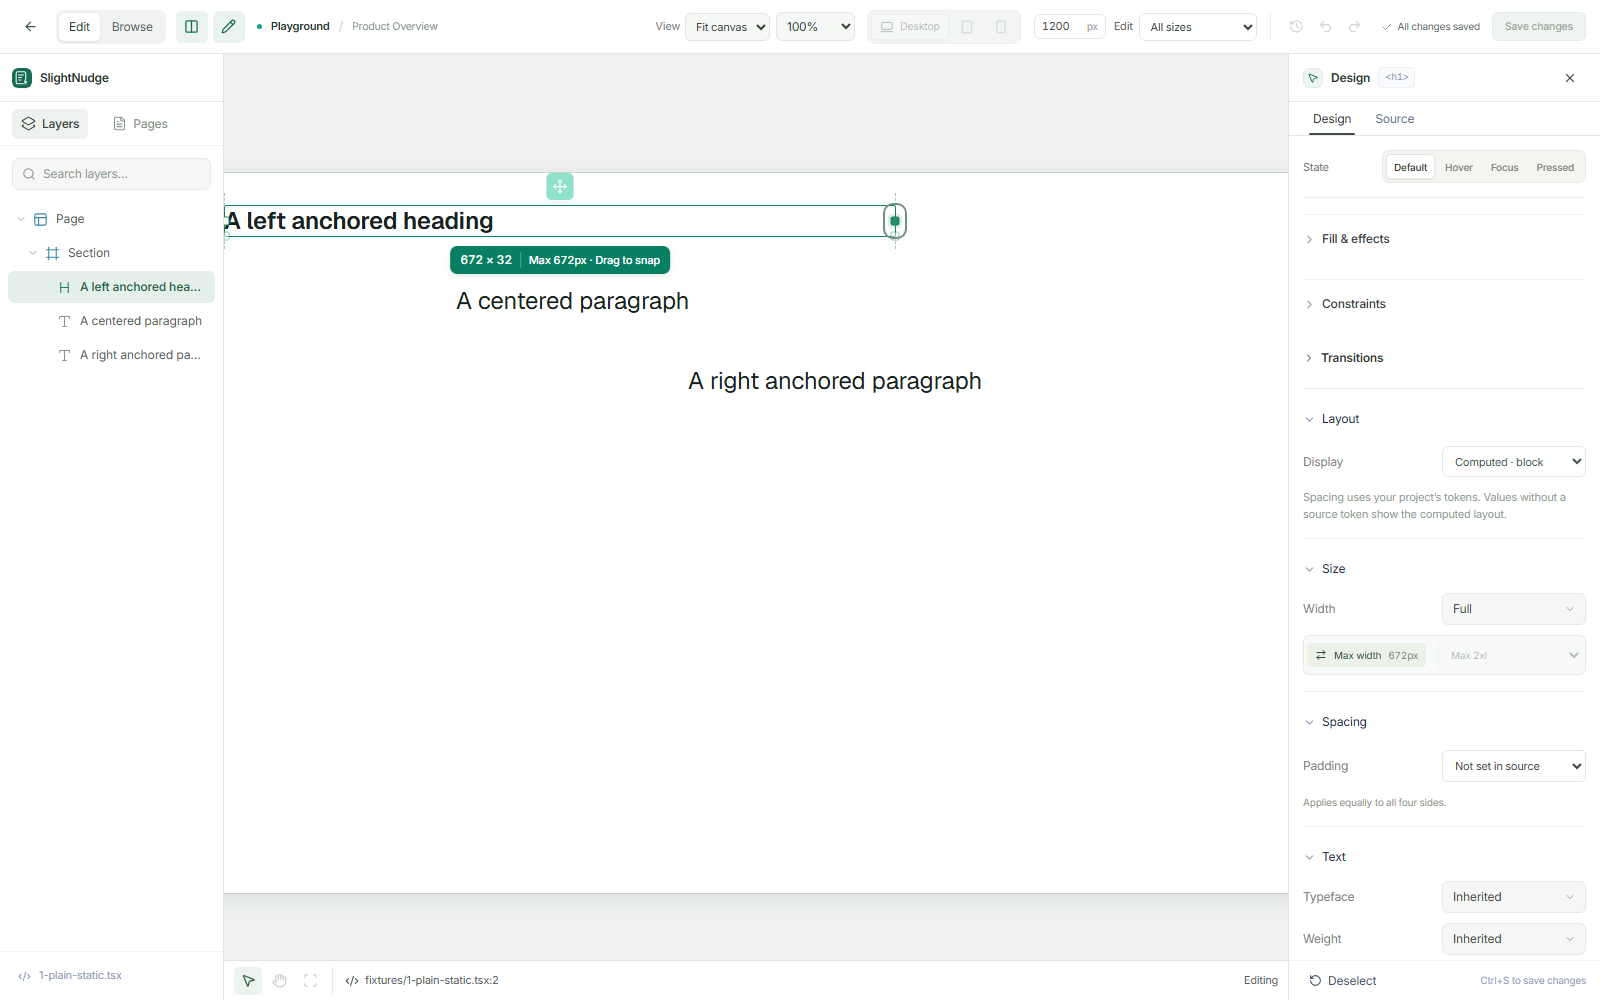 Edit
Browse
Playground / Product Overview
View
Fit canvas
100%
Desktop
1200 px
Edit
All sizes
All changes saved
Save changes
SlightNudge
Layers
Pages
Search layers...
Page
Section
A left anchored hea...
A centered paragraph
A right anchored pa...
1-plain-static.tsx
A left anchored heading
672 × 32
Max 672px · Drag to snap
A centered paragraph
A right anchored paragraph
fixtures/1-plain-static.tsx:2
Editing
Design
<h1>
Design
Source
State
Default
Hover
Focus
Pressed
Fill & effects
Constraints
Transitions
Layout
Display
Computed · block
Spacing uses your project's tokens. Values without a
source token show the computed layout.
Size
Width
Full
Max width 672px
Max 2xl
Spacing
Padding
Not set in source
Applies equally to all four sides.
Text
Typeface
Inherited
Weight
Inherited
Deselect
Ctrl+S to save changes